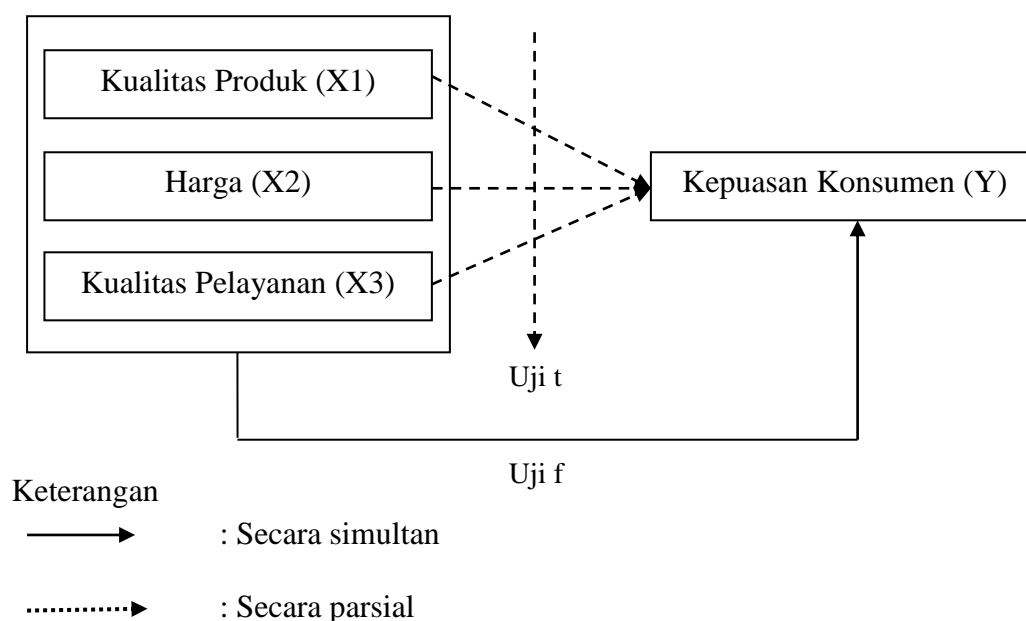 Kualitas Produk (X1)
Harga (X2)
Kepuasan Konsumen (Y)
Kualitas Pelayanan (X3)
Uji t
Uji f
Keterangan
: Secara simultan
: Secara parsial